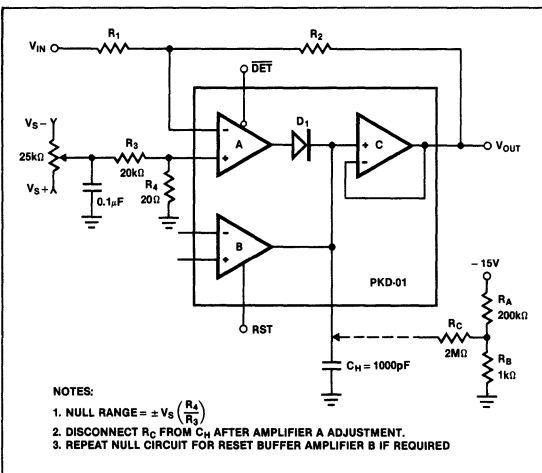 R1
R2
VIN
DET
VS–
25kΩ
VS+
R3
20kΩ
R4
20Ω
0.1μF
–
+
A
D1
+
–
C
VOUT
–
+
B
RST
PKD-01
– 15V
RA
200kΩ
RC
2MΩ
RB
1kΩ
CH = 1000pF
NOTES:
1. NULL RANGE = ± VS (R4/R3)
2. DISCONNECT RC FROM CH AFTER AMPLIFIER A ADJUSTMENT.
3. REPEAT NULL CIRCUIT FOR RESET BUFFER AMPLIFIER B IF REQUIRED